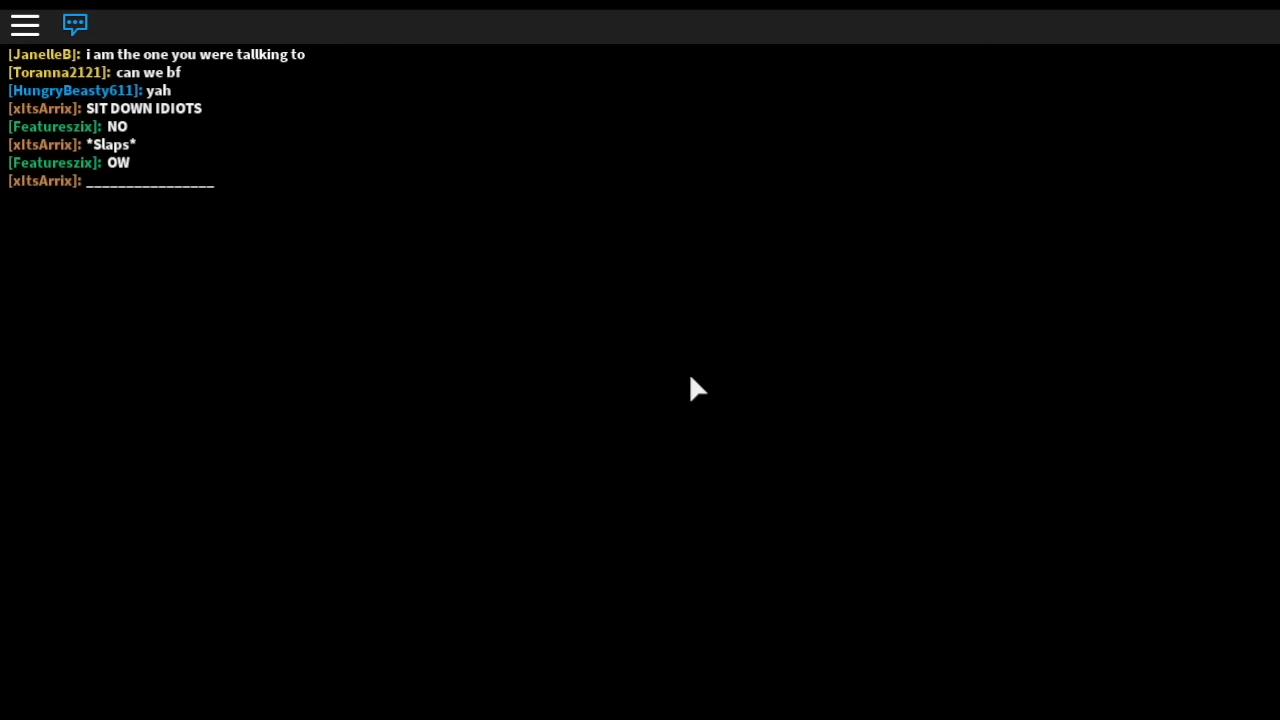 [JanelleB]: i am the one you were tallking to
[Toranna2121]: can we bf
[HungryBeasty611]: yah
[xItsArrix]: SIT DOWN IDIOTS
[Featureszix]: NO
[xItsArrix]: *Slaps*
[Featureszix]: OW
[xItsArrix]: ________________